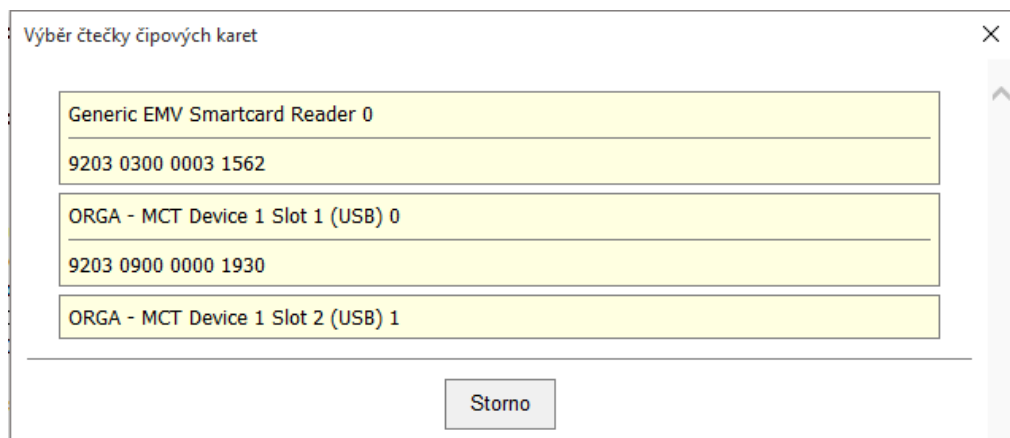 Výběr čtečky čipových karet
Generic EMV Smartcard Reader 0
9203 0300 0003 1562
ORGA - MCT Device 1 Slot 1 (USB) 0
9203 0900 0000 1930
ORGA - MCT Device 1 Slot 2 (USB) 1
Storno